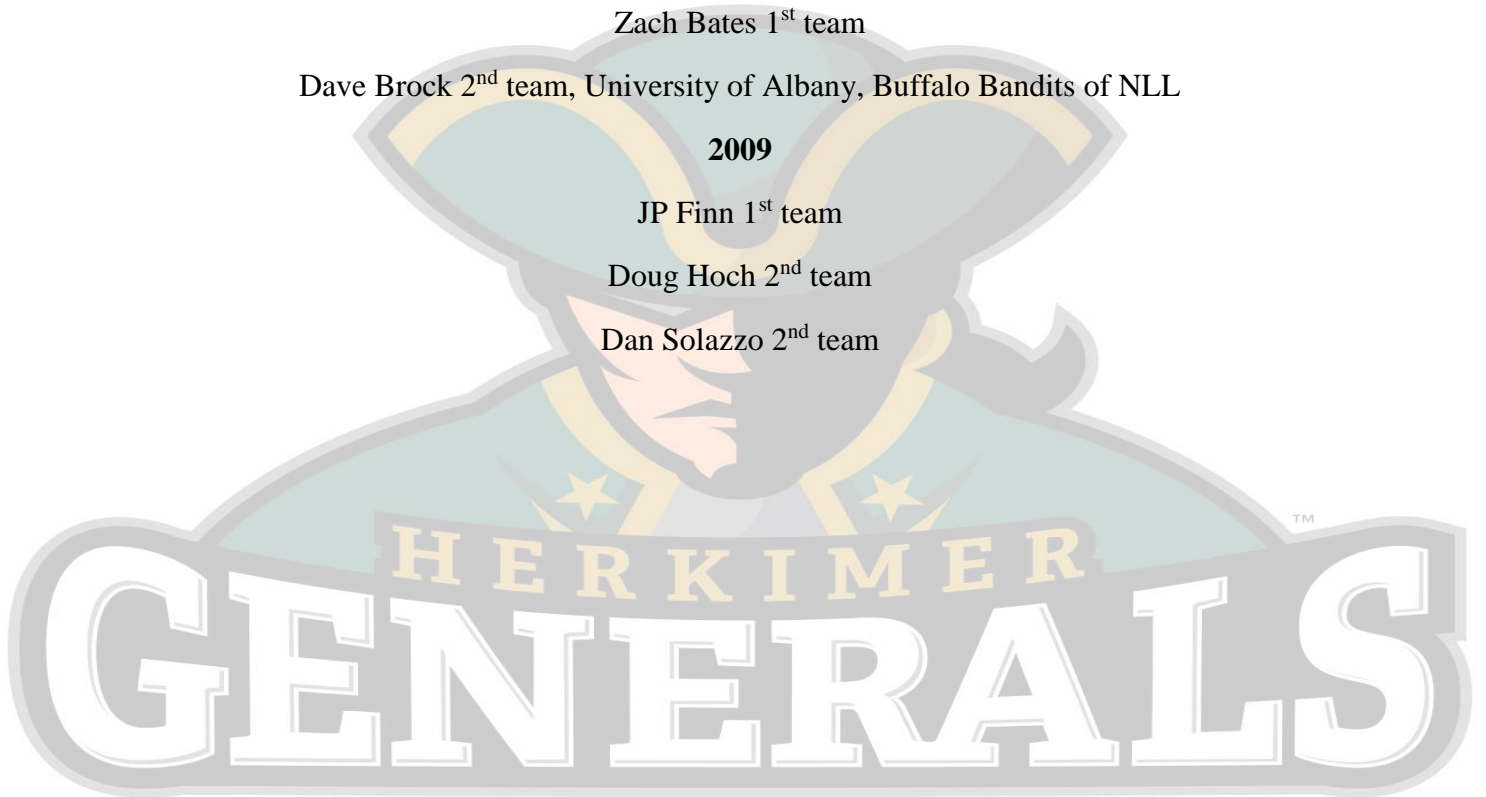 Zach Bates 1st team
Dave Brock 2nd team, University of Albany, Buffalo Bandits of NLL
2009
JP Finn 1st team
Doug Hoch 2nd team
Dan Solazzo 2nd team
TM
HERKIMER
GENERALS